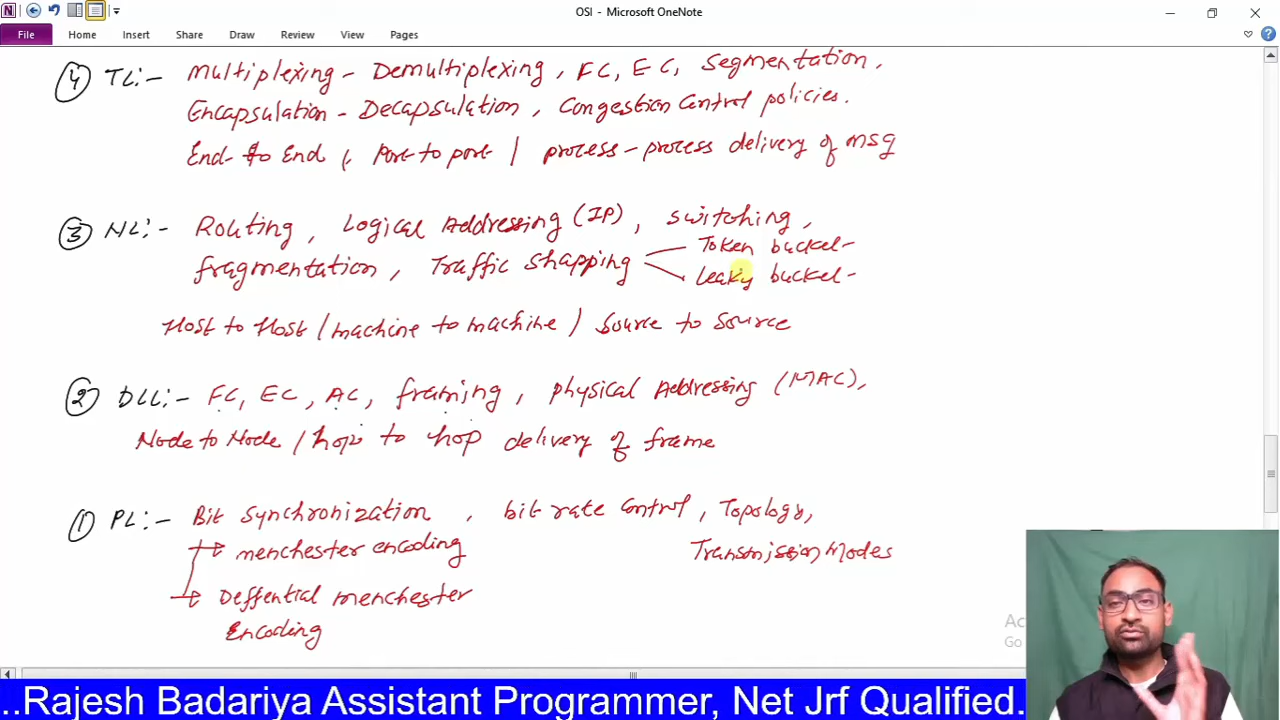 OSI - Microsoft OneNote
File Home Insert Share Draw Review View Pages
④ TL:- Multiplexing - Demultiplexing, FC, EC, Segmentation,
Encapsulation - Decapsulation, Congestion Control policies.
End to End, Port to port / process-process delivery of msg
③ NL:- Routing, Logical Addressing (IP), switching,
fragmentation, Traffic Shapping
Token bucket
Leaky bucket
Host to Host / machine to machine / source to source
② DLL:- FC, EC, AC, framing, physical Addressing (MAC),
Node to Node / hop to hop delivery of frame
① PL:- Bit Synchronization, bit rate control, Topology,
menchester encoding
Transmission Modes
Deffential menchester
Encoding
Ac
Go
..Rajesh Badariya Assistant Programmer, Net Jrf Qualified.